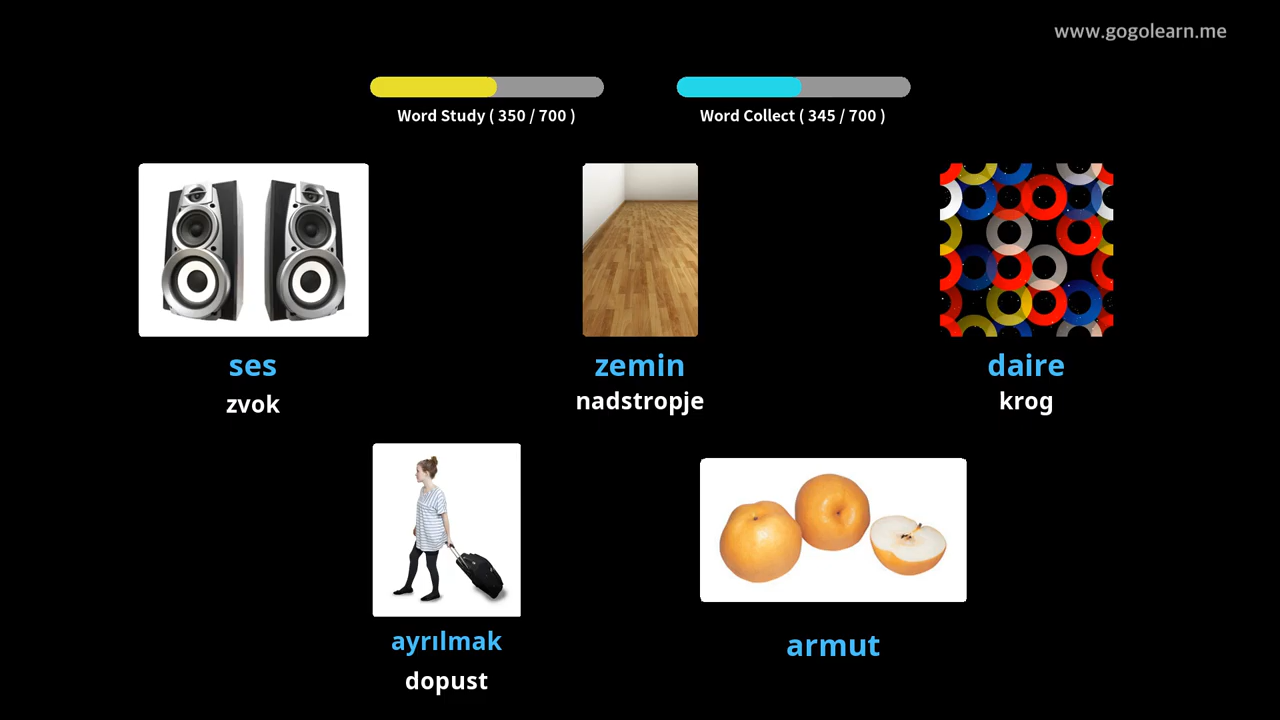 www.gogolearn.me
Word Study ( 350 / 700 )
Word Collect ( 345 / 700 )
ses
zvok
zemin
nadstropje
daire
krog
ayrılmak
dopust
armut